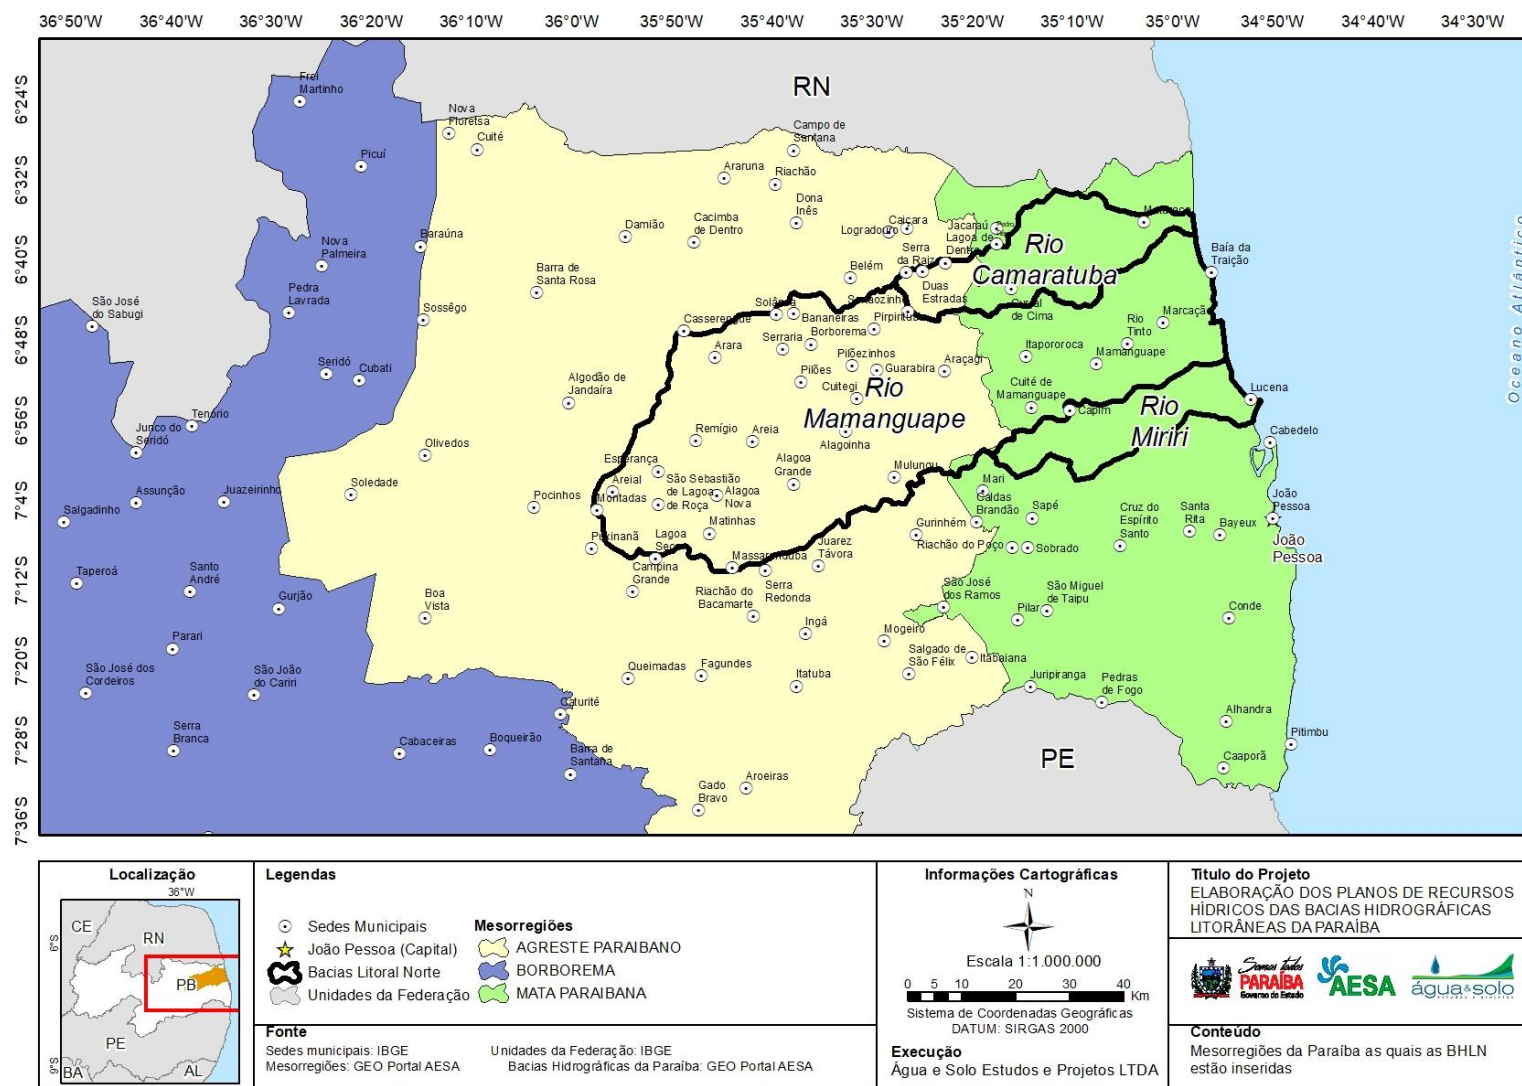 36°50'W 36°40'W 36°30'W 36°20'W 36°10'W 36°0'W 35°50'W 35°40'W 35°30'W 35°20'W 35°10'W 35°0'W 34°50'W 34°40'W 34°30'W
6°24'S
6°32'S
6°40'S
6°48'S
6°56'S
7°4'S
7°12'S
7°20'S
7°28'S
7°36'S
RN
Frei
Martinho
Nova
Floretsa
Cuité
Campo de
Santana
Picuí
Araruna
Riachão
Dona
Inês
Caiçara
Logradouro
Jacaraú
Lagoa de
Dentro
Damião
Cacimba
de Dentro
Serra
da Raiz
Baía da
Traição
Nova
Palmeira
Baraúna
Barra de
Santa Rosa
Belém
Duas
Estradas
Rio
Camaratuba
de Cima
Pedra
Lavrada
São José
do Sabugi
Sossêgo
Solânea
Bananeiras
Borborema
Pirpirituba
Casserengue
Serraria
Arara
Rio
Tinto
Marcação
Itapororoca
Mamanguape
Pilõezinhos
Guarabira
Araçagi
Pilões
Cuitegi
Seridó
Cubati
Algodão de
Jandaíra
Rio
Mamanguape
Cuité de
Mamanguape
Capim
Rio
Miriri
Lucena
Cabedelo
Tenório
Junco do
Seridó
Olivedos
Remígio
Areia
Alagoinha
Esperança
Areial
São Sebastião
de Lagoa
de Roça
Alagoa
Grande
Alagoa
Nova
Mulungu
Mari
Caldas
Brandão
Sapé
Assunção
Juazeirinho
Salgadinho
Soledade
Pocinhos
Montadas
Matinhas
Gurinhém
Riachão do Poço
Sobrado
Cruz do
Espírito
Santo
Santa
Rita
Bayeux
João
Pessoa
João
Pessoa
Puxinanã
Lagoa
Seca
Campina
Grande
Massaranduba
Juarez
Távora
Serra
Redonda
Riachão do
Bacamarte
Taperoá
Santo
André
Gurjão
Boa
Vista
Ingá
São José
dos Ramos
Pilar
São Miguel
de Taipu
Conde
Parari
Mogeiro
Salgado de
São Félix
Itabaiana
São José dos
Cordeiros
São João
do Cariri
Queimadas
Fagundes
Itatuba
Juripiranga
Pedras
de Fogo
Alhandra
Caturité
Serra
Branca
Cabaceiras
Boqueirão
Barra de
Santana
PE
Pitimbu
Caaporã
Gado
Bravo
Aroeiras
Oceano Atlântico
Localização
36°W
6°S
9°S
CE
RN
PB
PE
BA
AL
Legendas
Sedes Municipais
João Pessoa (Capital)
Bacias Litoral Norte
Unidades da Federação
Mesorregiões
AGRESTE PARAIBANO
BORBOREMA
MATA PARAIBANA
Fonte
Sedes municipais: IBGE
Mesorregiões: GEO Portal AESA
Unidades da Federação: IBGE
Bacias Hidrográficas da Paraíba: GEO Portal AESA
Informações Cartográficas
N
Escala 1:1.000.000
0 5 10 20 30 40
Km
Sistema de Coordenadas Geográficas
DATUM: SIRGAS 2000
Execução
Água e Solo Estudos e Projetos LTDA
Titulo do Projeto
ELABORAÇÃO DOS PLANOS DE RECURSOS
HÍDRICOS DAS BACIAS HIDROGRÁFICAS
LITORÂNEAS DA PARAÍBA
Somos todos
PARAÍBA
Governo do Estado
AESA
água&solo
ESTUDOS E PROJETOS
Conteúdo
Mesorregiões da Paraíba as quais as BHLN
estão inseridas